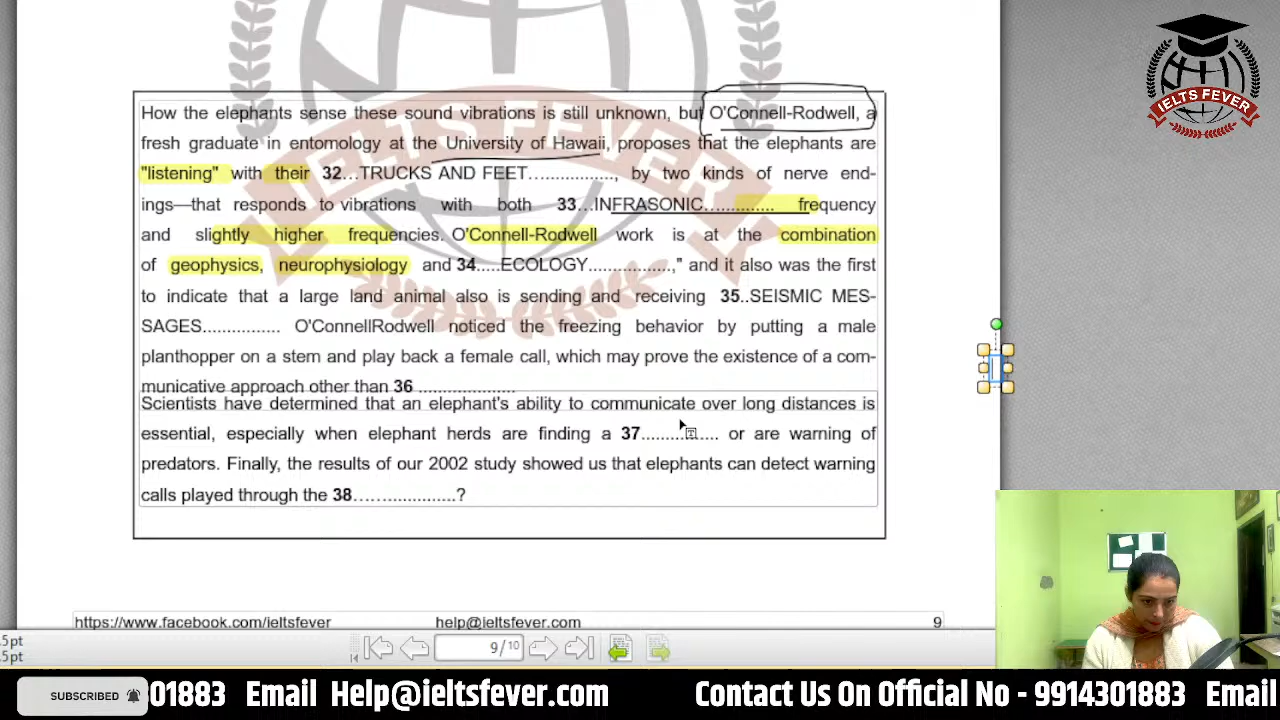 IELTS FEVER
IELTS FEVER
How the elephants sense these sound vibrations is still unknown, but O'Connell-Rodwell, a
fresh graduate in entomology at the University of Hawaii, proposes that the elephants are
"listening" with their 32...TRUCKS AND FEET................, by two kinds of nerve end-
ings—that responds to vibrations with both 33...INFRASONIC............... frequency
and slightly higher frequencies. O'Connell-Rodwell work is at the combination
of geophysics, neurophysiology and 34.....ECOLOGY.................," and it also was the first
to indicate that a large land animal also is sending and receiving 35..SEISMIC MES-
SAGES............... O'ConnellRodwell noticed the freezing behavior by putting a male
planthopper on a stem and play back a female call, which may prove the existence of a com-
municative approach other than 36 ...................
Scientists have determined that an elephant's ability to communicate over long distances is
essential, especially when elephant herds are finding a 37............... or are warning of
predators. Finally, the results of our 2002 study showed us that elephants can detect warning
calls played through the 38..................?
https://www.facebook.com/ieltsfever help@ieltsfever.com 9
.5 pt
.5 pt
9 / 10
SUBSCRIBED 01883 Email Help@ieltsfever.com Contact Us On Official No - 9914301883 Email